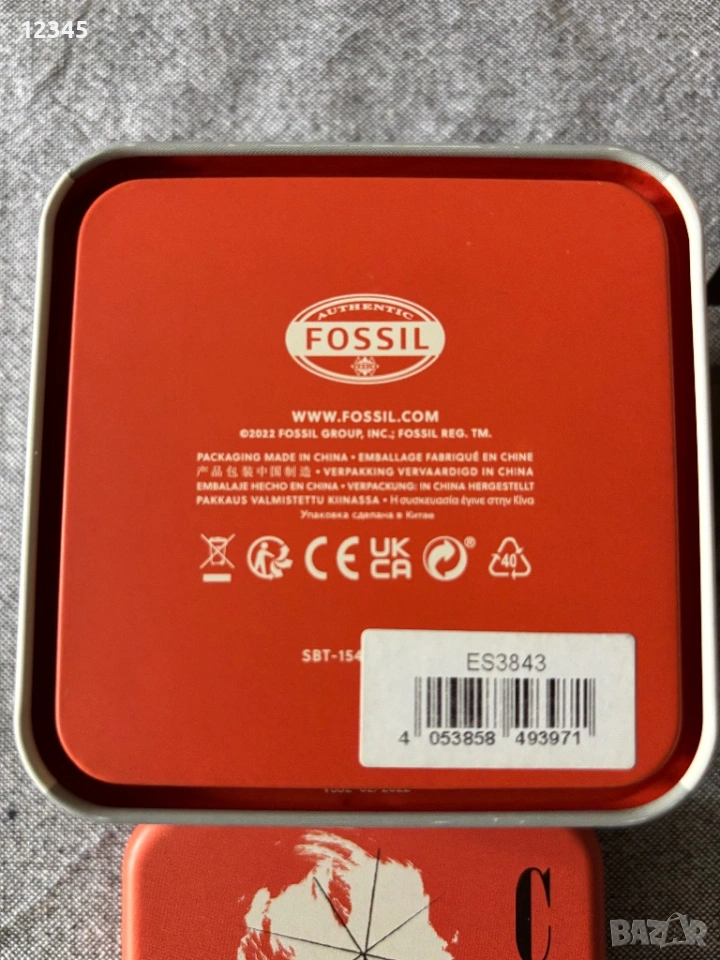 12345
AUTHENTIC
FOSSIL
WWW.FOSSIL.COM
©2022 FOSSIL GROUP, INC.; FOSSIL REG. TM.
PACKAGING MADE IN CHINA • EMBALLAGE FABRIQUÉ EN CHINE
产品包装中国制造 • VERPAKKING VERVAARDIGD IN CHINA
EMBALAJE HECHO EN CHINA • VERPACKUNG: IN CHINA HERGESTELLT
PAKKAUS VALMISTETTU KIINASSA • Η συσκευασία έγινε στην Κίνα
Упаковка сделана в Китае
CE UK CA ® 40
SBT-154
ES3843
4 053858 493971
C
BAZAR